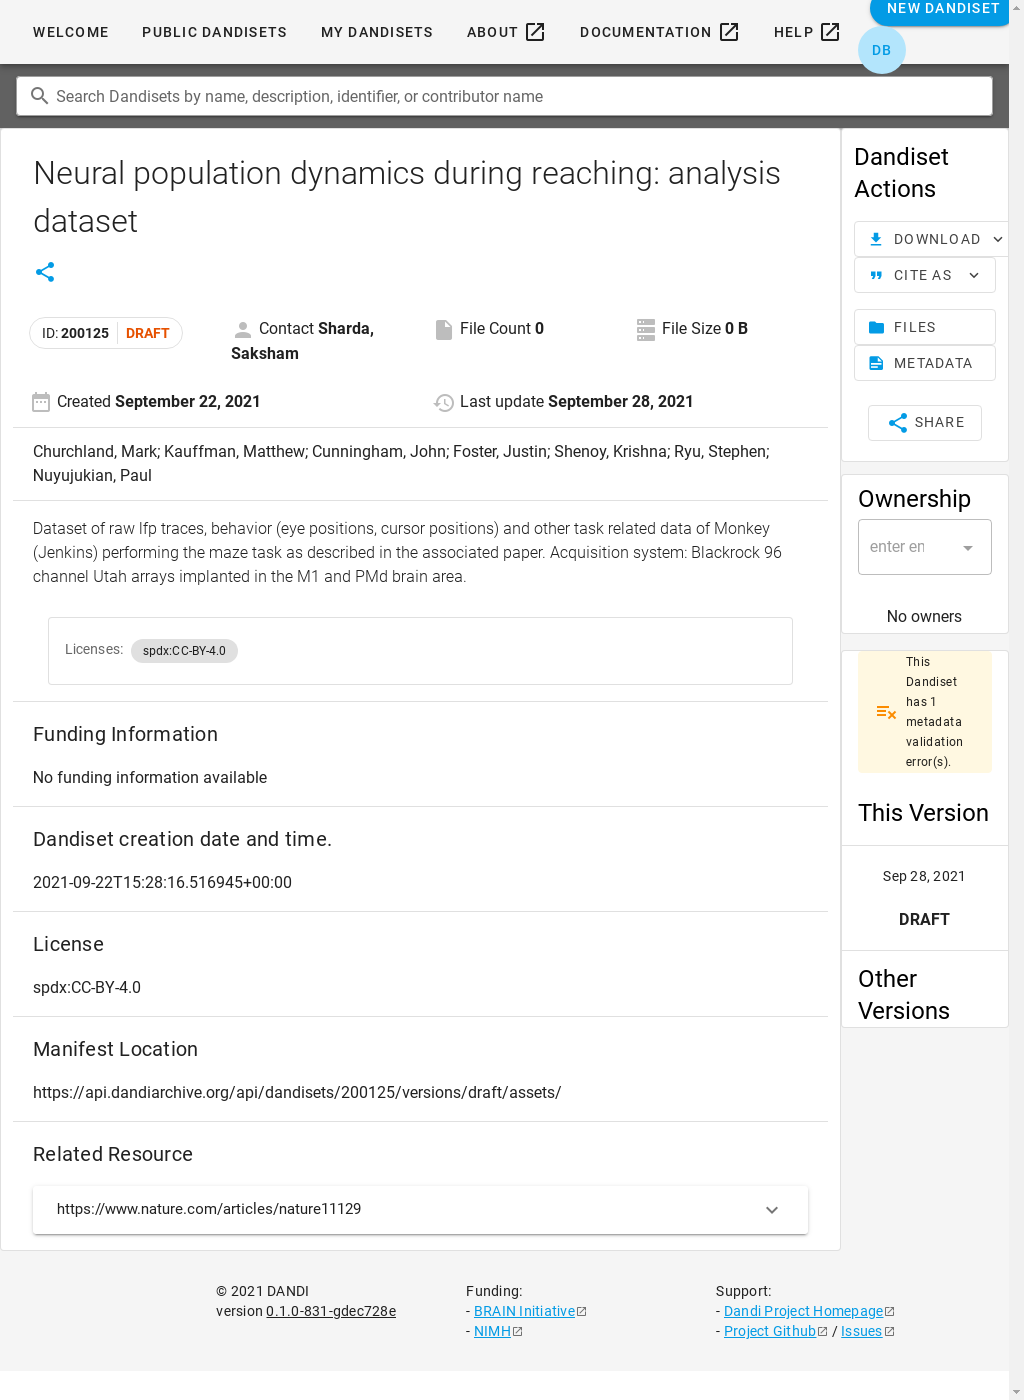 WELCOME PUBLIC DANDISETS MY DANDISETS ABOUT DOCUMENTATION HELP NEW DANDISET
DB
Search Dandisets by name, description, identifier, or contributor name
Neural population dynamics during reaching: analysis
dataset
ID: 200125 DRAFT
Contact Sharda,
Saksham
File Count 0
File Size 0 B
Created September 22, 2021
Last update September 28, 2021
Churchland, Mark; Kauffman, Matthew; Cunningham, John; Foster, Justin; Shenoy, Krishna; Ryu, Stephen;
Nuyujukian, Paul
Dataset of raw lfp traces, behavior (eye positions, cursor positions) and other task related data of Monkey
(Jenkins) performing the maze task as described in the associated paper. Acquisition system: Blackrock 96
channel Utah arrays implanted in the M1 and PMd brain area.
Licenses: spdx:CC-BY-4.0
Funding Information
No funding information available
Dandiset creation date and time.
2021-09-22T15:28:16.516945+00:00
License
spdx:CC-BY-4.0
Manifest Location
https://api.dandiarchive.org/api/dandisets/200125/versions/draft/assets/
Related Resource
https://www.nature.com/articles/nature11129
Dandiset
Actions
DOWNLOAD
CITE AS
FILES
METADATA
SHARE
Ownership
enter en
No owners
This
Dandiset
has 1
metadata
validation
error(s).
This Version
Sep 28, 2021
DRAFT
Other
Versions
© 2021 DANDI
version 0.1.0-831-gdec728e
Funding:
- BRAIN Initiative
- NIMH
Support:
- Dandi Project Homepage
- Project Github / Issues